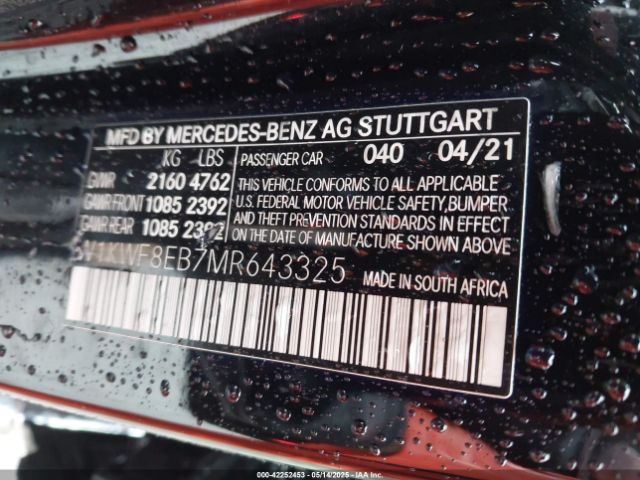 MFD BY MERCEDES-BENZ AG STUTTGART
KG LBS
GVWR 2160 4762
GAWR FRONT 1085 2392
GAWR REAR 1085 2392
PASSENGER CAR 040 04/21
THIS VEHICLE CONFORMS TO ALL APPLICABLE
U.S. FEDERAL MOTOR VEHICLE SAFETY, BUMPER
AND THEFT PREVENTION STANDARDS IN EFFECT
ON THE DATE OF MANUFACTURE SHOWN ABOVE.
W1KWF8EB7MR643325
MADE IN SOUTH AFRICA
00-42252453 - 05/14/2025 - IAA Inc.